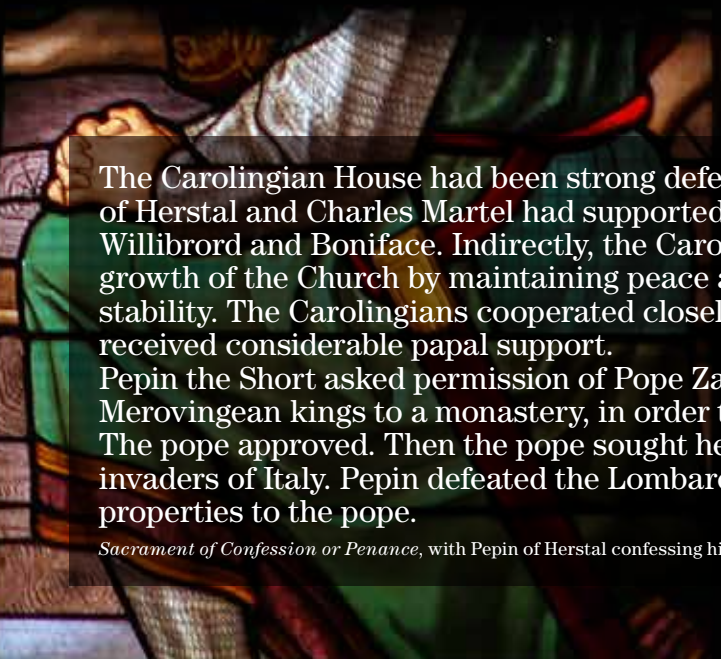 The Carolingian House had been strong defe
of Herstal and Charles Martel had supported
Willibrord and Boniface. Indirectly, the Caro
growth of the Church by maintaining peace a
stability. The Carolingians cooperated closel
received considerable papal support.
Pepin the Short asked permission of Pope Za
Merovingean kings to a monastery, in order t
The pope approved. Then the pope sought he
invaders of Italy. Pepin defeated the Lombard
properties to the pope.
Sacrament of Confession or Penance, with Pepin of Herstal confessing hi